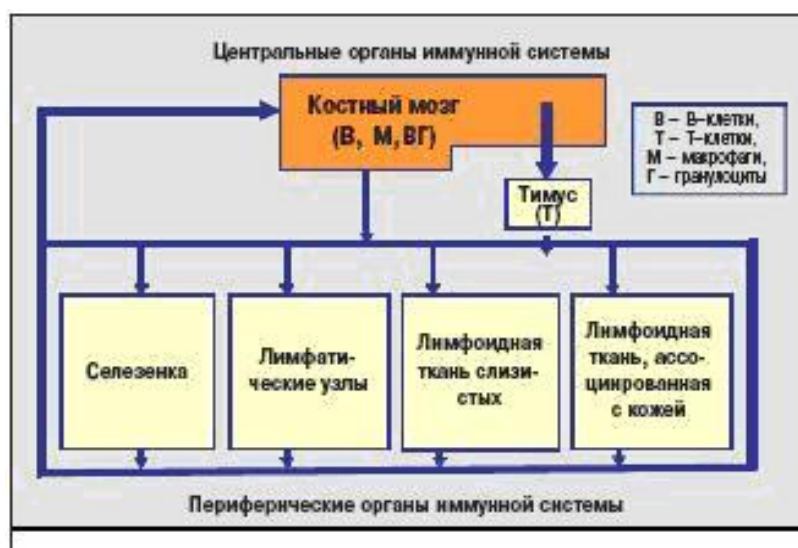 Центральные органы иммунной системы
Костный мозг
(В, М, ВГ)
В – В–клетки,
Т – Т–клетки,
М – макрофаги,
Г – гранулоциты
Тимус
(Т)
Селезенка
Лимфати-
ческие узлы
Лимфоидная
ткань слизи-
стых
Лимфоидная
ткань, ассо-
циированная
с кожей
Периферические органы иммунной системы